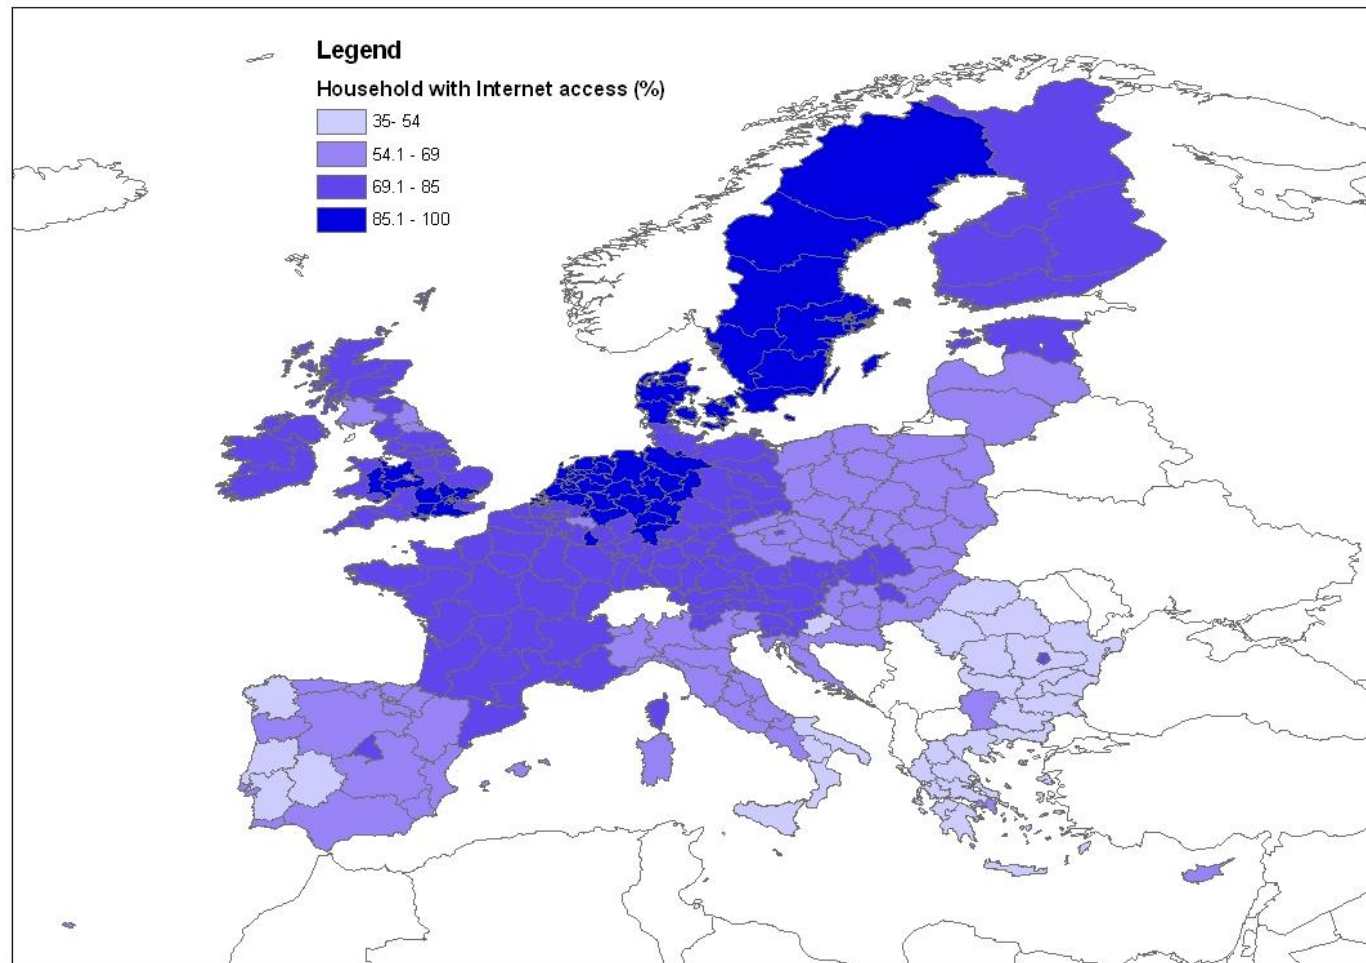 Legend
Household with Internet access (%)
35- 54
54.1 - 69
69.1 - 85
85.1 - 100